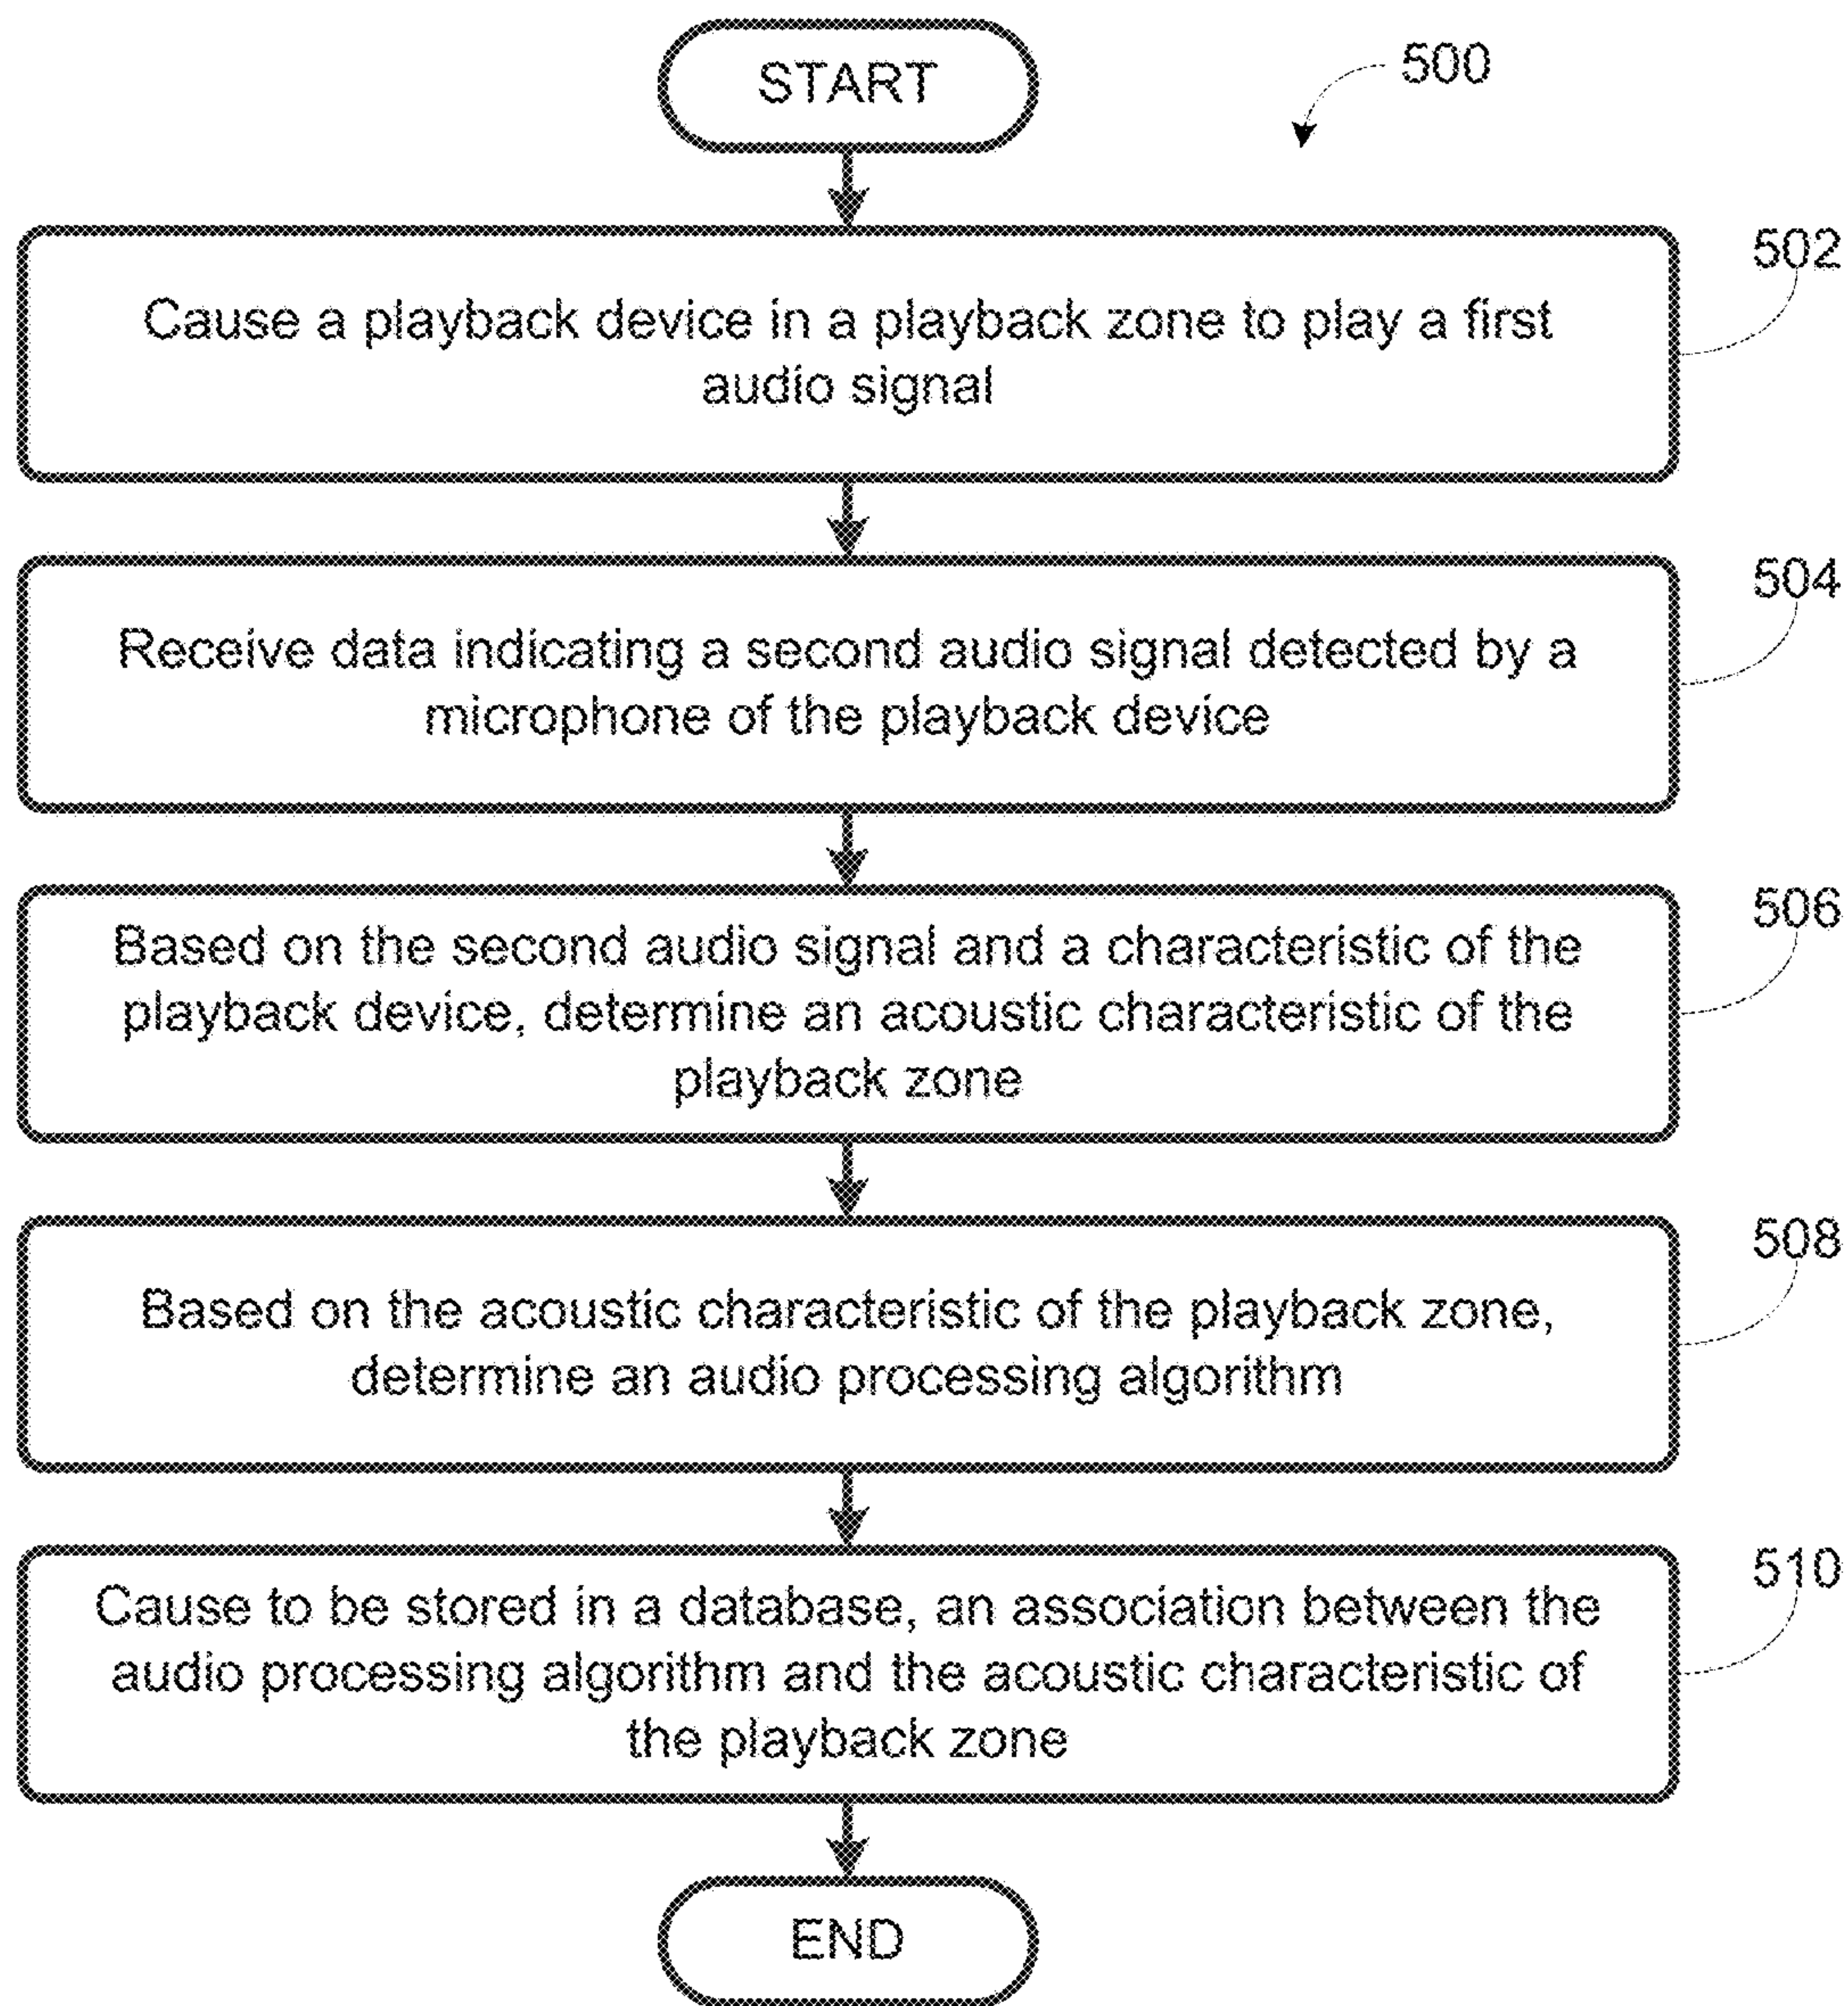 START
500
502
Cause a playback device in a playback zone to play a first
audio signal
504
Receive data indicating a second audio signal detected by a
microphone of the playback device
506
Based on the second audio signal and a characteristic of the
playback device, determine an acoustic characteristic of the
playback zone
508
Based on the acoustic characteristic of the playback zone,
determine an audio processing algorithm
510
Cause to be stored in a database, an association between the
audio processing algorithm and the acoustic characteristic of
the playback zone
END